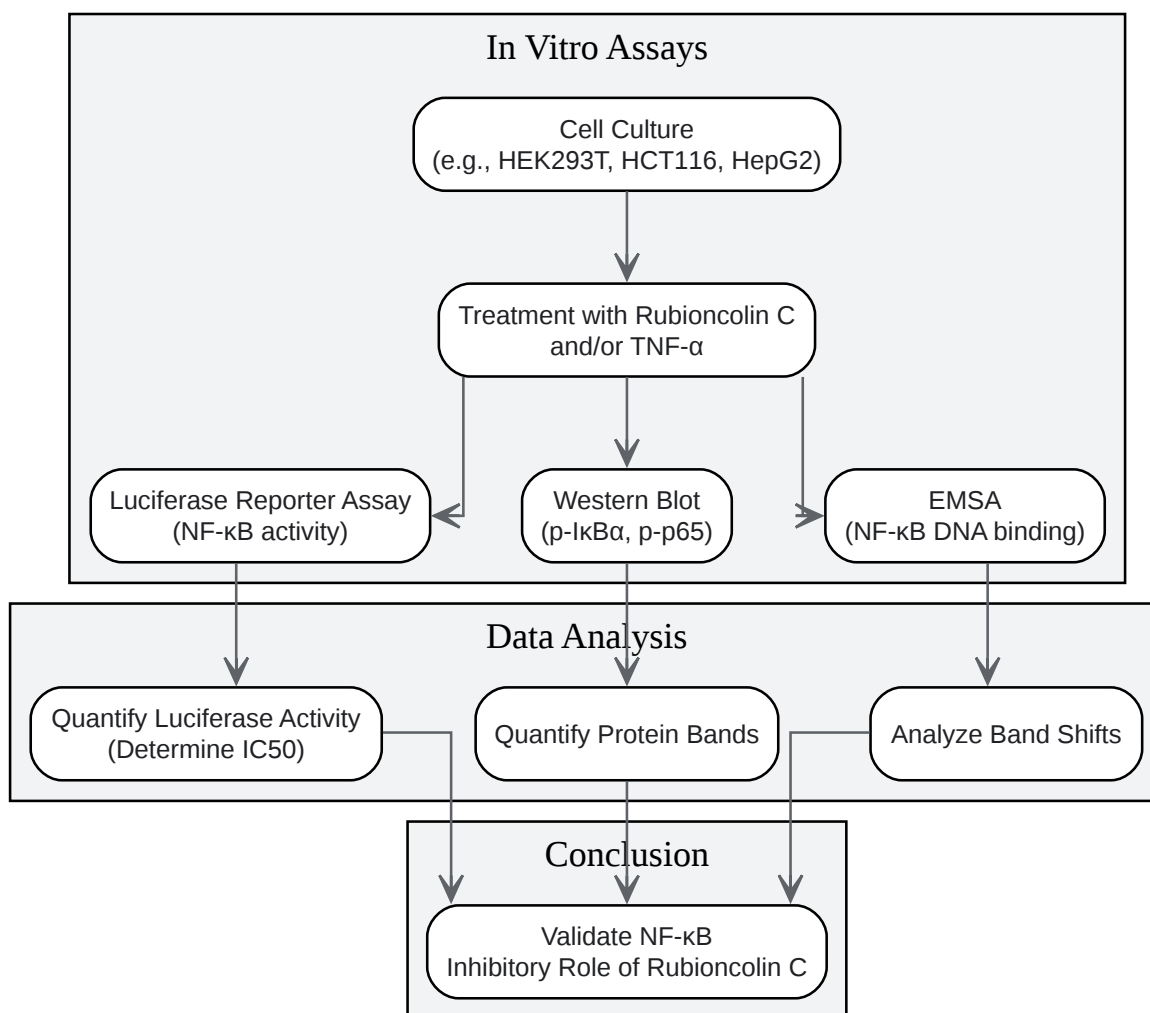 In Vitro Assays
Cell Culture
(e.g., HEK293T, HCT116, HepG2)
Treatment with Rubioncolin C
and/or TNF-α
Luciferase Reporter Assay
(NF-κB activity)
Western Blot
(p-IκBα, p-p65)
EMSA
(NF-κB DNA binding)
Data Analysis
Quantify Luciferase Activity
(Determine IC50)
Quantify Protein Bands
Analyze Band Shifts
Conclusion
Validate NF-κB
Inhibitory Role of Rubioncolin C